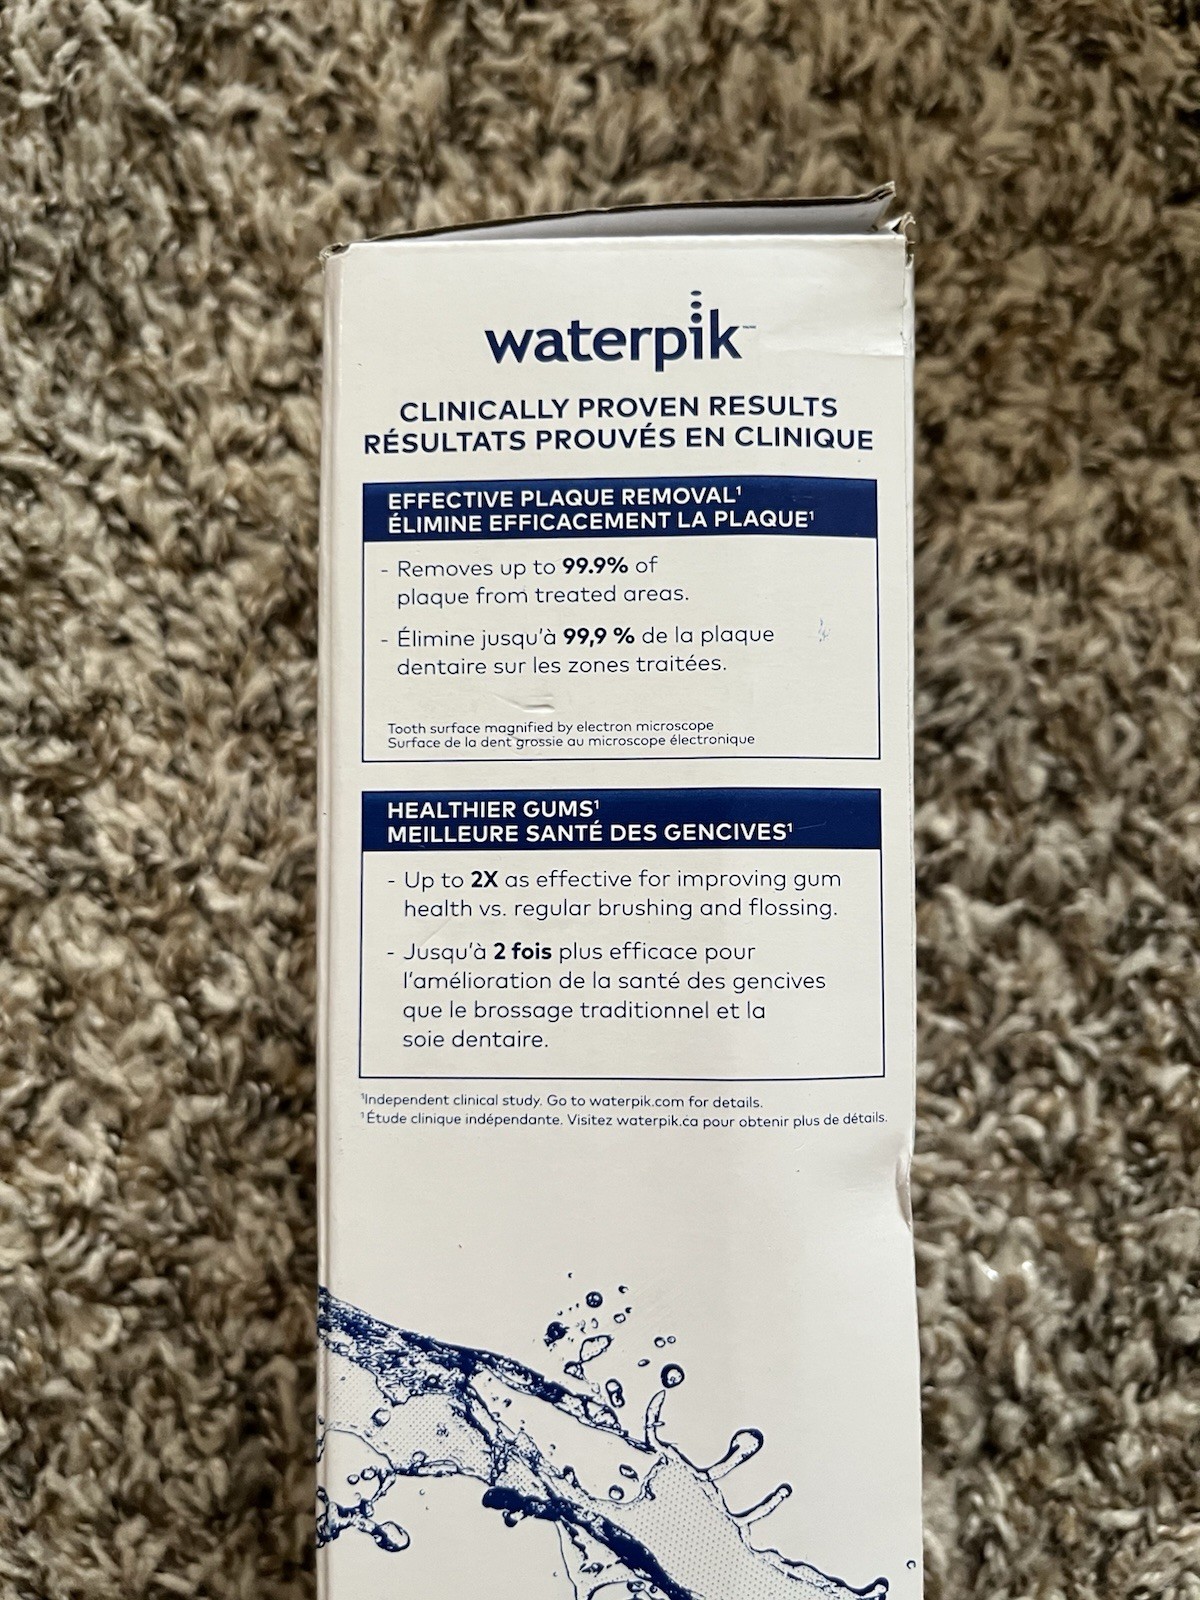 waterpik™
CLINICALLY PROVEN RESULTS
RÉSULTATS PROUVÉS EN CLINIQUE
EFFECTIVE PLAQUE REMOVAL¹
ÉLIMINE EFFICACEMENT LA PLAQUE¹
- Removes up to 99.9% of
plaque from treated areas.
- Élimine jusqu'à 99,9 % de la plaque
dentaire sur les zones traitées.
Tooth surface magnified by electron microscope
Surface de la dent grossie au microscope électronique
HEALTHIER GUMS¹
MEILLEURE SANTÉ DES GENCIVES¹
- Up to 2X as effective for improving gum
health vs. regular brushing and flossing.
- Jusqu'à 2 fois plus efficace pour
l'amélioration de la santé des gencives
que le brossage traditionnel et la
soie dentaire.
¹Independent clinical study. Go to waterpik.com for details.
¹Étude clinique indépendante. Visitez waterpik.ca pour obtenir plus de détails.